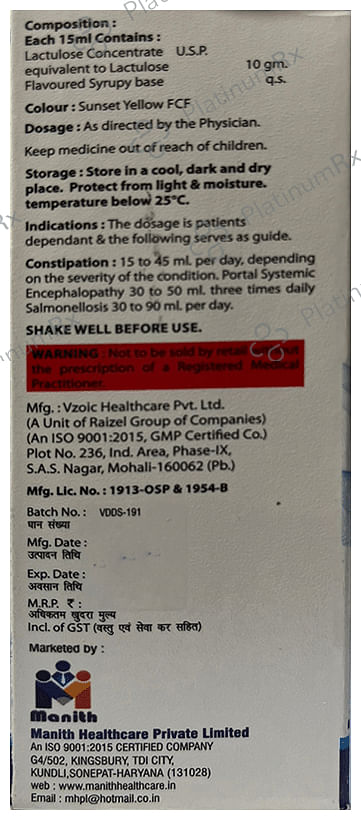 Composition :
Each 15ml Contains :
Lactulose Concentrate U.S.P.
equivalent to Lactulose 10 gm.
Flavoured Syrupy base q.s.
Colour : Sunset Yellow FCF
Dosage : As directed by the Physician.
Keep medicine out of reach of children.
Storage : Store in a cool, dark and dry
place. Protect from light & moisture.
temperature below 25°C.
Indications : The dosage is patients
dependant & the following serves as guide.
Constipation : 15 to 45 ml. per day, depending
on the severity of the condition. Portal Systemic
Encephalopathy 30 to 50 ml. three times daily
Salmonellosis 30 to 90 ml. per day.
SHAKE WELL BEFORE USE.
WARNING : Not to be sold by retail
the prescription of a Registered Medical
Practitioner.
Mfg. : Vzoic Healthcare Pvt. Ltd.
(A Unit of Raizel Group of Companies)
(An ISO 9001:2015, GMP Certified Co.)
Plot No. 236, Ind. Area, Phase-IX,
S.A.S. Nagar, Mohali-160062 (Pb.)
Mfg. Lic. No. : 1913-OSP & 1954-B
Batch No. : VDDS-191
घान संख्या
Mfg. Date :
उत्पादन तिथि
Exp. Date :
अवसान तिथि
M.R.P. ₹ :
अधिकतम खुदरा मुल्य
Incl. of GST (वस्तु एवं सेवा कर सहित)
Marketed by :
Manith
Manith Healthcare Private Limited
An ISO 9001:2015 CERTIFIED COMPANY
G4/502, KINGSBURY, TDI CITY,
KUNDLI,SONEPAT-HARYANA (131028)
web : www.manithhealthcare.in
Email : mhpl@hotmail.co.in
PlatinumRx